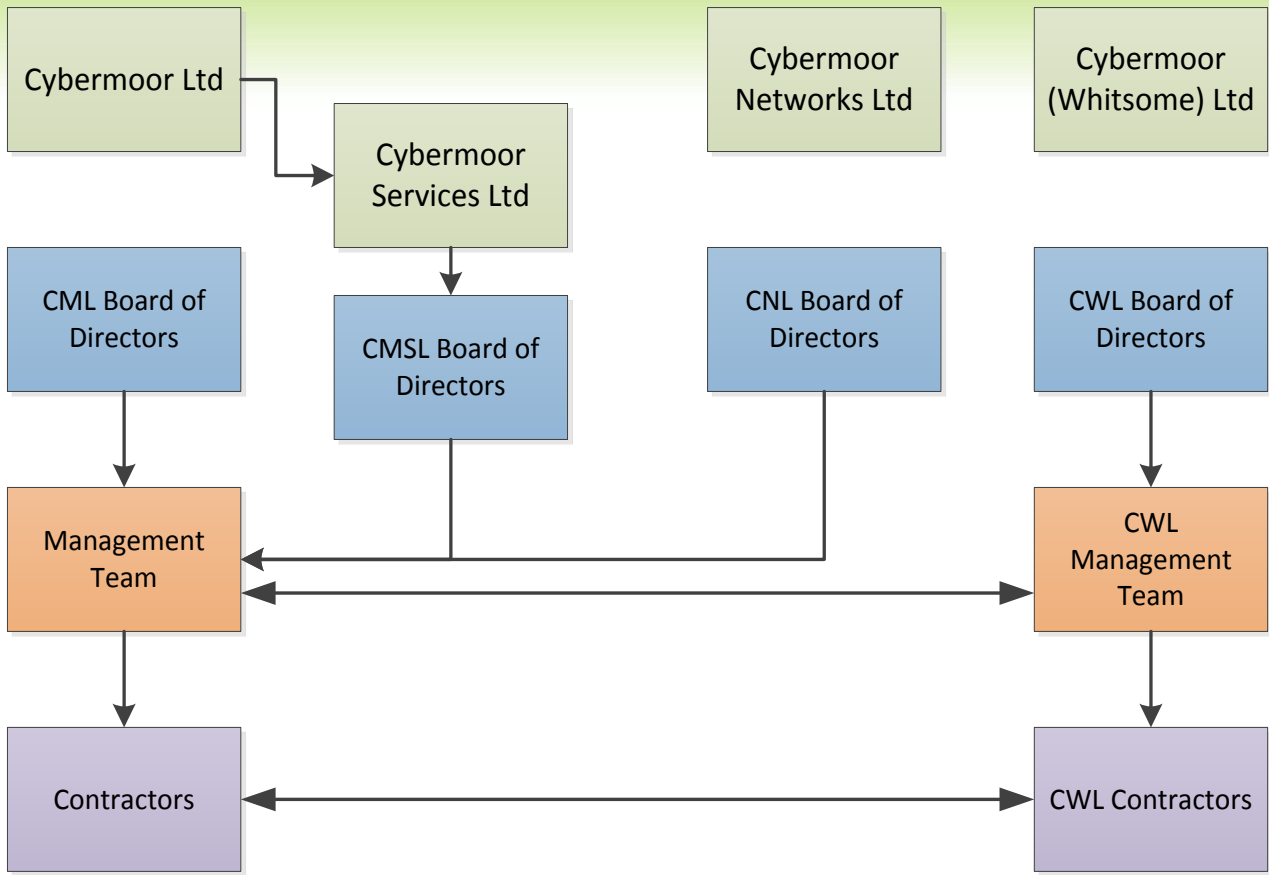 Cybermoor Ltd
Cybermoor
Services Ltd
Cybermoor
Networks Ltd
Cybermoor
(Whitsome) Ltd
CML Board of
Directors
CMSL Board of
Directors
CNL Board of
Directors
CWL Board of
Directors
Management
Team
CWL
Management
Team
Contractors
CWL Contractors